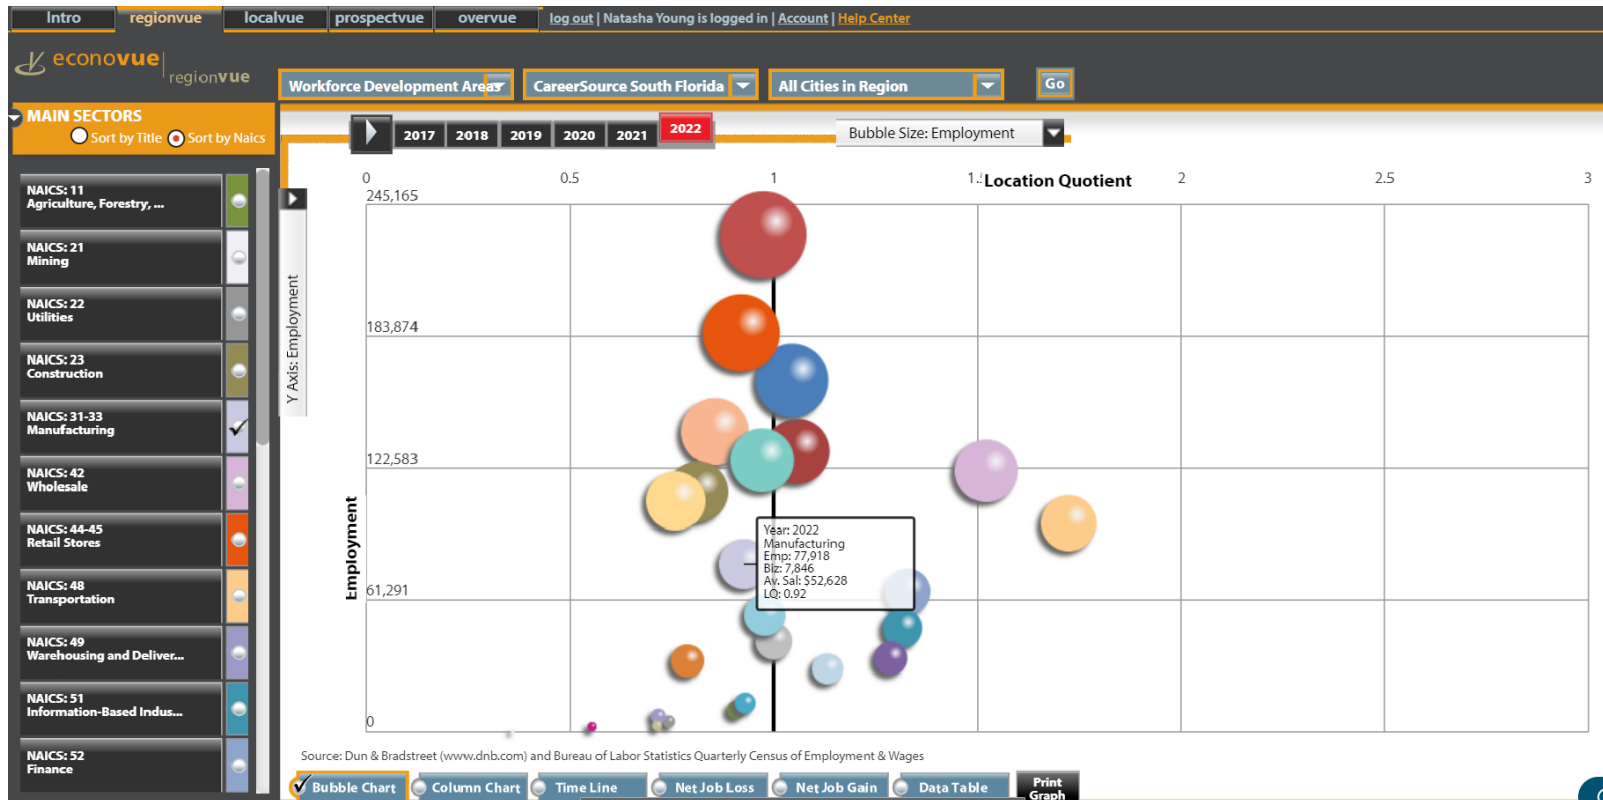 Intro
regionvue
localvue
prospectvue
overvue
log out | Natasha Young is logged in | Account | Help Center
econovue
regionvue
Workforce Development Areas
CareerSource South Florida
All Cities in Region
Go
MAIN SECTORS
Sort by Title
Sort by Naics
2017
2018
2019
2020
2021
2022
Bubble Size: Employment
NAICS: 11
Agriculture, Forestry, ...
NAICS: 21
Mining
NAICS: 22
Utilities
NAICS: 23
Construction
NAICS: 31-33
Manufacturing
NAICS: 42
Wholesale
NAICS: 44-45
Retail Stores
NAICS: 48
Transportation
NAICS: 49
Warehousing and Deliver...
NAICS: 51
Information-Based Indus...
NAICS: 52
Finance
Y Axis: Employment
0
0.5
1
Location Quotient
2
2.5
3
245,165
183,874
122,583
61,291
0
Employment
Year: 2022
Manufacturing
Emp: 77,918
Biz: 7,846
Av. Sal: $52,628
LQ: 0.92
Source: Dun & Bradstreet (www.dnb.com) and Bureau of Labor Statistics Quarterly Census of Employment & Wages
Bubble Chart
Column Chart
Time Line
Net Job Loss
Net Job Gain
Data Table
Print
Graph